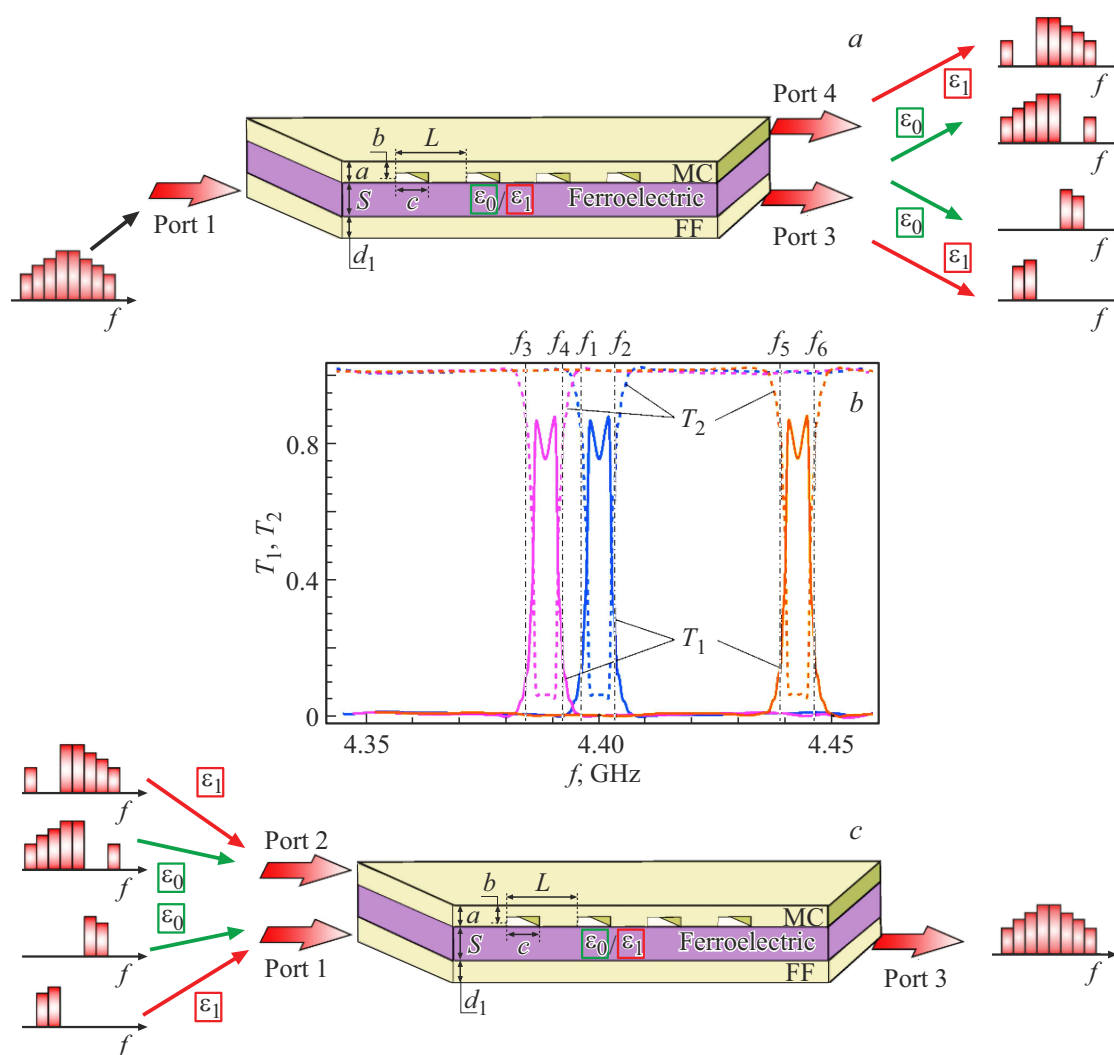 a
f
ε₁
Port 4
ε₀
f
b
L
a
MC
S
c
ε₀/ε₁
Ferroelectric
Port 1
FF
Port 3
d₁
ε₀
f
ε₁
f
f
f₃ f₄ f₁ f₂ f₅ f₆
b
T₂
0.8
T₁, T₂
0.4
T₁
0
4.35 4.40 4.45
f, GHz
ε₁
f
c
Port 2
ε₀
f
b
L
a
MC
ε₀
S
c
ε₀/ε₁
Ferroelectric
f
Port 1
FF
Port 3
f
ε₁
d₁
f